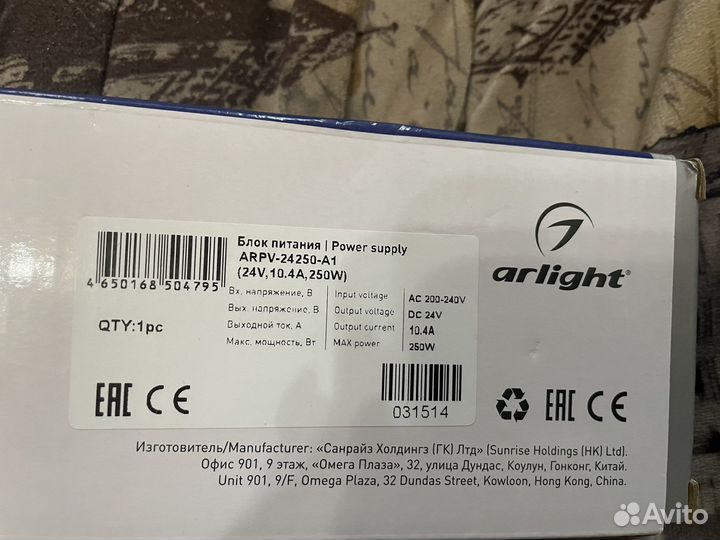 Блок питания | Power supply
ARPV-24250-A1
(24V,10.4A,250W)
4 650168 504795
QTY:1pc
Вх. напряжение, В Input voltage AC 200-240V
Вых. напряжение, В Output voltage DC 24V
Выходной ток, А Output current 10.4A
Макс. мощность, Вт MAX power 250W
EAC CE
031514
arlight®
EAC CE
Изготовитель/Manufacturer: «Санрайз Холдингз (ГК) Лтд» (Sunrise Holdings (HK) Ltd).
Офис 901, 9 этаж, «Омега Плаза», 32, улица Дундас, Коулун, Гонконг, Китай.
Unit 901, 9/F, Omega Plaza, 32 Dundas Street, Kowloon, Hong Kong, China.
Avito